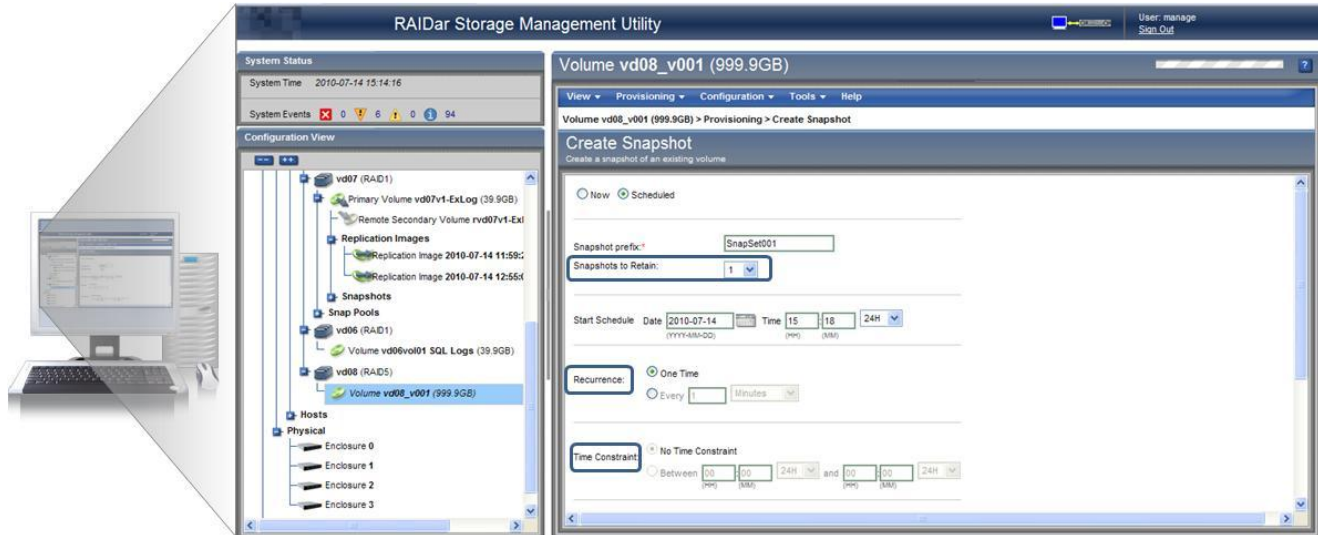 RAIDar Storage Management Utility
User: manage
Sign Out
System Status
System Time 2010-07-14 15:14:16
System Events 0 6 0 94
Configuration View
vd07 (RAID1)
Primary Volume vd07v1-ExLog (39.9GB)
Remote Secondary Volume rvd07v1-Ex
Replication Images
Replication Image 2010-07-14 11:59:2
Replication Image 2010-07-14 12:55:0
Snapshots
Snap Pools
vd06 (RAID1)
Volume vd06vol01 SQL Logs (39.9GB)
vd08 (RAID5)
Volume vd08_v001 (999.9GB)
Hosts
Physical
Enclosure 0
Enclosure 1
Enclosure 2
Enclosure 3
Volume vd08_v001 (999.9GB)
?
View Provisioning Configuration Tools Help
Volume vd08_v001 (999.9GB) > Provisioning > Create Snapshot
Create Snapshot
Create a snapshot of an existing volume
Now Scheduled
Snapshot prefix:* SnapSet001
Snapshots to Retain: 1
Start Schedule Date 2010-07-14 Time 15 : 18 24H
(YYYY-MM-DD) (HH) (MM)
Recurrence: One Time
Every 1 Minutes
Time Constraint: No Time Constraint
Between 00 : 00 24H and 00 : 00 24H
(HH) (MM) (HH) (MM)